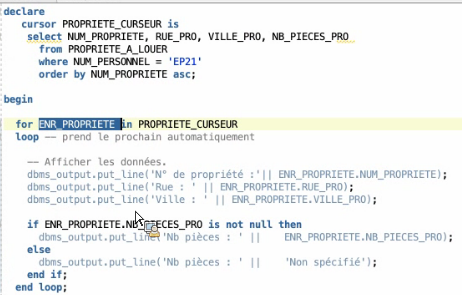 declare
cursor PROPRIETE_CURSEUR is
select NUM_PROPRIETE, RUE_PRO, VILLE_PRO, NB_PIECES_PRO
from PROPRIETE_A_LOUER
where NUM_PERSONNEL = 'EP21'
order by NUM_PROPRIETE asc;
begin
for ENR_PROPRIETE in PROPRIETE_CURSEUR
loop -- prend le prochain automatiquement
-- Afficher les données.
dbms_output.put_line('N° de propriété :'|| ENR_PROPRIETE.NUM_PROPRIETE);
dbms_output.put_line('Rue : ' || ENR_PROPRIETE.RUE_PRO);
dbms_output.put_line('Ville : ' || ENR_PROPRIETE.VILLE_PRO);
if ENR_PROPRIETE.NB_PIECES_PRO is not null then
dbms_output.put_line('Nb pièces : ' || ENR_PROPRIETE.NB_PIECES_PRO);
else
dbms_output.put_line('Nb pièces : ' || 'Non spécifié');
end if;
end loop;